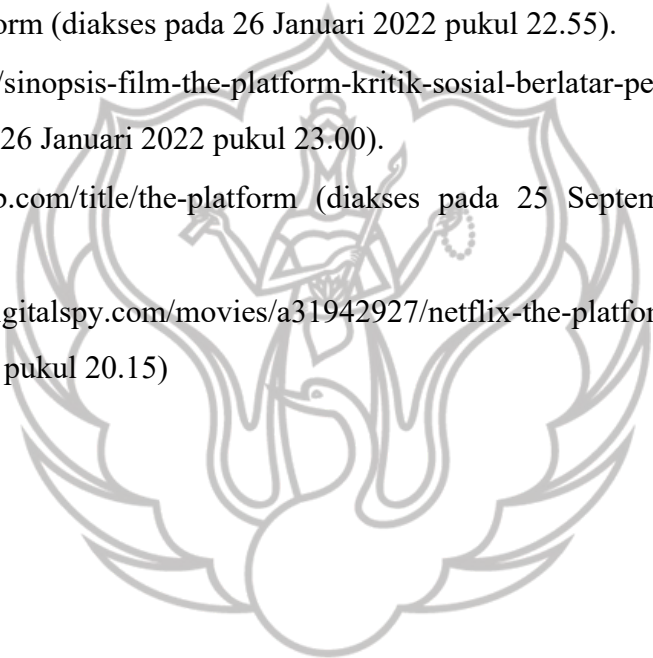 orm (diakses pada 26 Januari 2022 pukul 22.55).
/sinopsis-film-the-platform-kritik-sosial-berlatar-pe
26 Januari 2022 pukul 23.00).
b.com/title/the-platform (diakses pada 25 Septem
gitalspy.com/movies/a31942927/netflix-the-platfor
pukul 20.15)